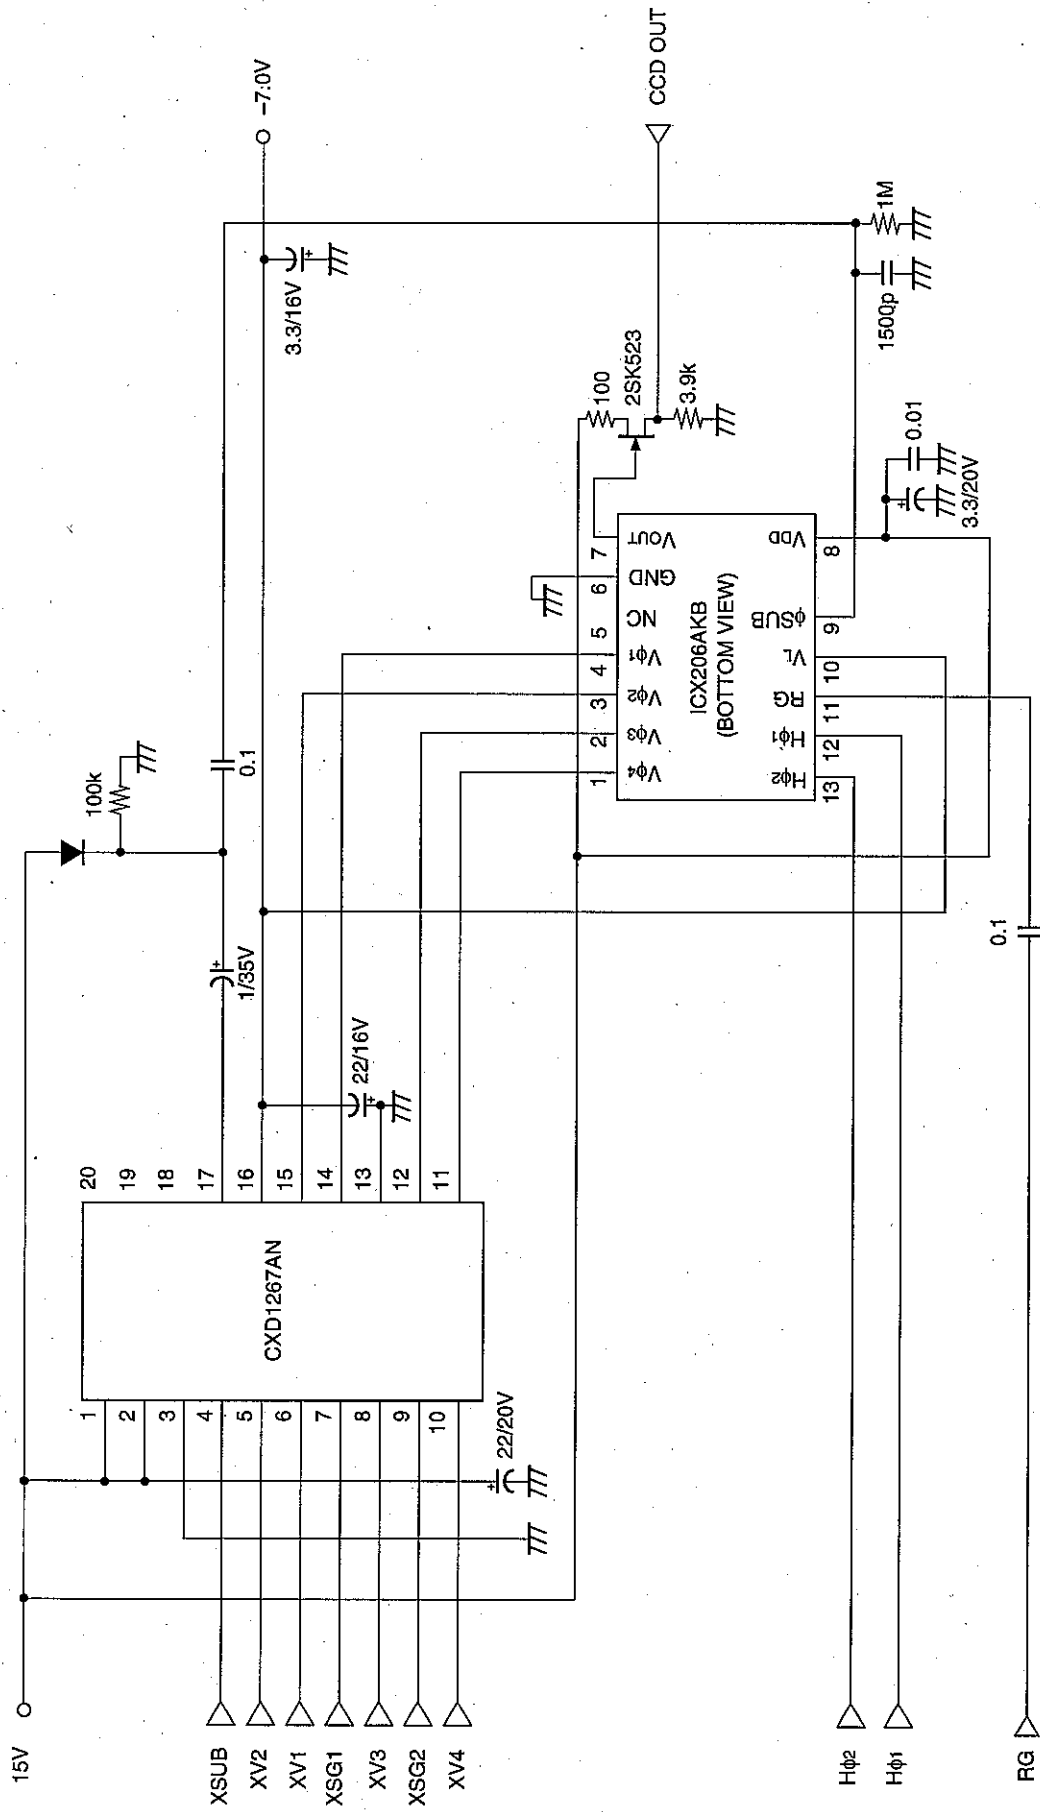 15V
−7.0V
100k
1/35V
0.1
3.3/16V
20
19
18
17
16
15
14
13
12
11
CXD1267AN
1
2
3
4
5
6
7
8
9
10
22/16V
22/20V
XSUB
XV2
XV1
XSG1
XV3
XSG2
XV4
100
2SK523
3.9k
CCD OUT
1
2
3
4
5
6
7
Vφ4
Vφ3
Vφ2
Vφ1
NC
GND
VOUT
ICX206AKB
(BOTTOM VIEW)
Hφ2
Hφ1
RG
VL
φSUB
VDD
13
12
11
10
9
8
1500p
1M
0.01
3.3/20V
0.1
Hφ2
Hφ1
RG